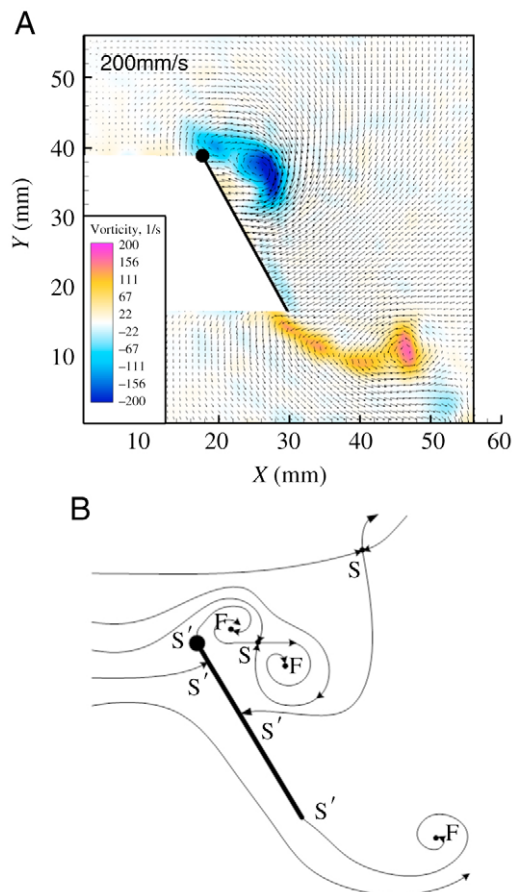 A
200mm/s
50
40
30
20
10
Y (mm)
Vorticity, 1/s
200
156
111
67
22
−22
−67
−111
−156
−200
10 20 30 40 50 60
X (mm)
B
S
S′ F
S F
S′
S′
S′
F